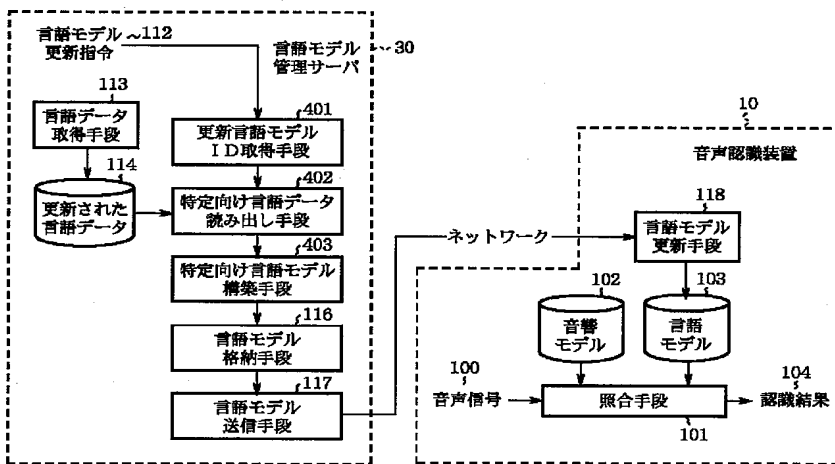 言語モデル ~112
更新指令
言語モデル
管理サーバ
30
113
言語データ
取得手段
114
更新された
言語データ
401
更新言語モデル
ID取得手段
402
特定向け言語データ
読み出し手段
403
特定向け言語モデル
構築手段
116
言語モデル
格納手段
117
言語モデル
送信手段
ネットワーク
10
音声認識装置
118
言語モデル
更新手段
102
音響
モデル
103
言語
モデル
100
音声信号
照合手段
101
104
認識結果